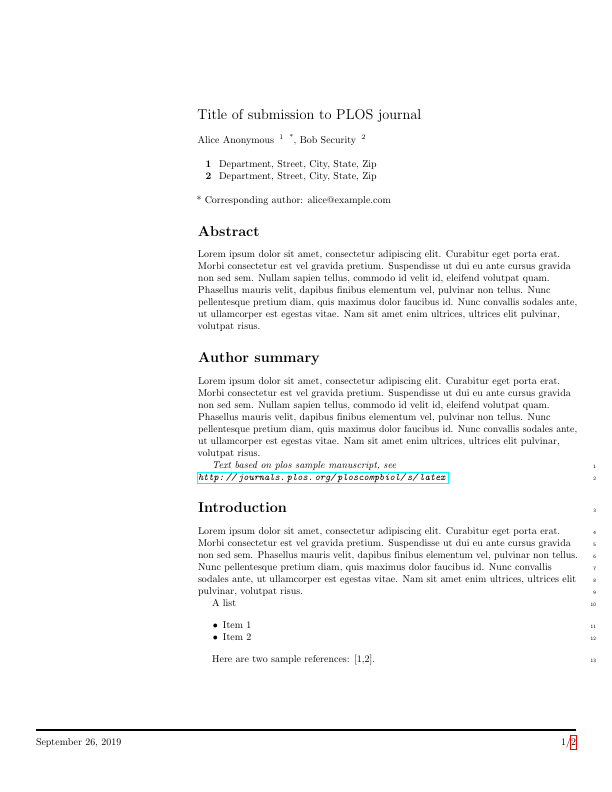 Title of submission to PLOS journal
Alice Anonymous 1 *, Bob Security 2
1 Department, Street, City, State, Zip
2 Department, Street, City, State, Zip
* Corresponding author: alice@example.com
Abstract
Lorem ipsum dolor sit amet, consectetur adipiscing elit. Curabitur eget porta erat.
Morbi consectetur est vel gravida pretium. Suspendisse ut dui eu ante cursus gravida
non sed sem. Nullam sapien tellus, commodo id velit id, eleifend volutpat quam.
Phasellus mauris velit, dapibus finibus elementum vel, pulvinar non tellus. Nunc
pellentesque pretium diam, quis maximus dolor faucibus id. Nunc convallis sodales ante,
ut ullamcorper est egestas vitae. Nam sit amet enim ultrices, ultrices elit pulvinar,
volutpat risus.
Author summary
Lorem ipsum dolor sit amet, consectetur adipiscing elit. Curabitur eget porta erat.
Morbi consectetur est vel gravida pretium. Suspendisse ut dui eu ante cursus gravida
non sed sem. Nullam sapien tellus, commodo id velit id, eleifend volutpat quam.
Phasellus mauris velit, dapibus finibus elementum vel, pulvinar non tellus. Nunc
pellentesque pretium diam, quis maximus dolor faucibus id. Nunc convallis sodales ante,
ut ullamcorper est egestas vitae. Nam sit amet enim ultrices, ultrices elit pulvinar,
volutpat risus.
Text based on plos sample manuscript, see 1
http://journals.plos.org/ploscompbiol/s/latex 2
Introduction 3
Lorem ipsum dolor sit amet, consectetur adipiscing elit. Curabitur eget porta erat. 4
Morbi consectetur est vel gravida pretium. Suspendisse ut dui eu ante cursus gravida 5
non sed sem. Phasellus mauris velit, dapibus finibus elementum vel, pulvinar non tellus. 6
Nunc pellentesque pretium diam, quis maximus dolor faucibus id. Nunc convallis 7
sodales ante, ut ullamcorper est egestas vitae. Nam sit amet enim ultrices, ultrices elit 8
pulvinar, volutpat risus. 9
A list 10
• Item 1 11
• Item 2 12
Here are two sample references: [1,2]. 13
September 26, 2019 1/2